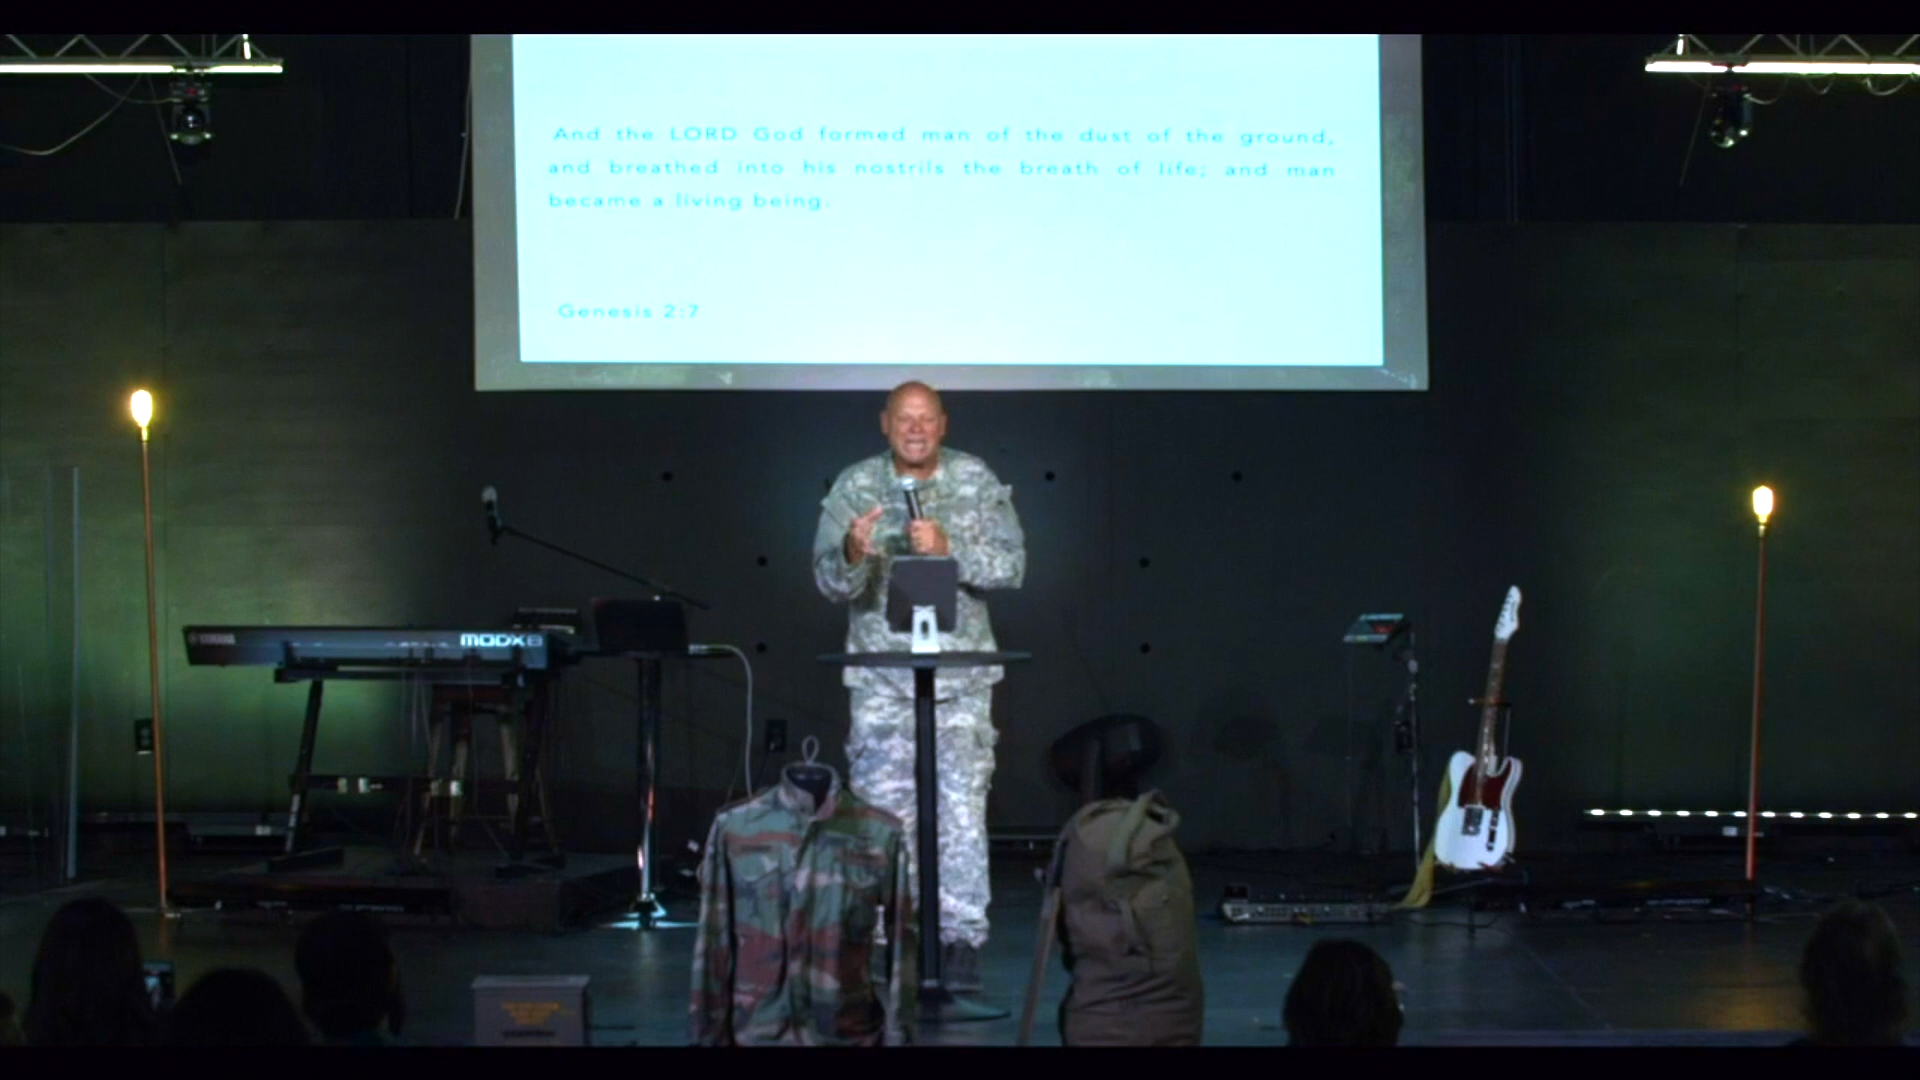 And the LORD God formed man of the dust of the ground,
and breathed into his nostrils the breath of life; and man
became a living being.
Genesis 2:7
YAMAHA
MODX8